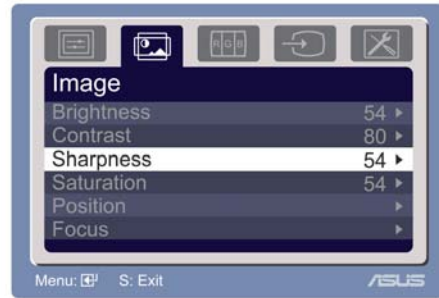 R G B
Image
Brightness 54
Contrast 80
Sharpness 54
Saturation 54
Position
Focus
Menu: S: Exit
ASUS